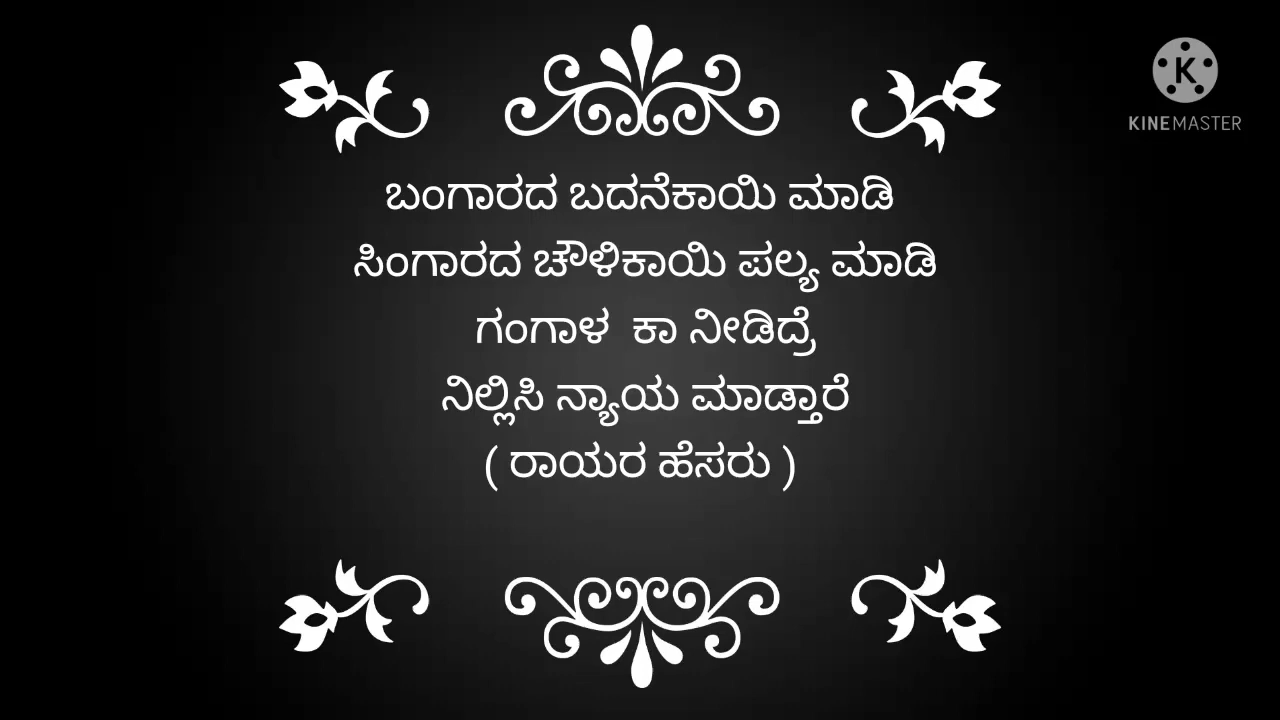 KINEMASTER
ಬಂಗಾರದ ಬದನೆಕಾಯಿ ಮಾಡಿ
ಸಿಂಗಾರದ ಚೌಳಿಕಾಯಿ ಪಲ್ಯ ಮಾಡಿ
ಗಂಗಾಳ ಕಾ ನೀಡಿದ್ರೆ
ನಿಲ್ಲಿಸಿ ನ್ಯಾಯ ಮಾಡ್ತಾರೆ
( ರಾಯರ ಹೆಸರು )